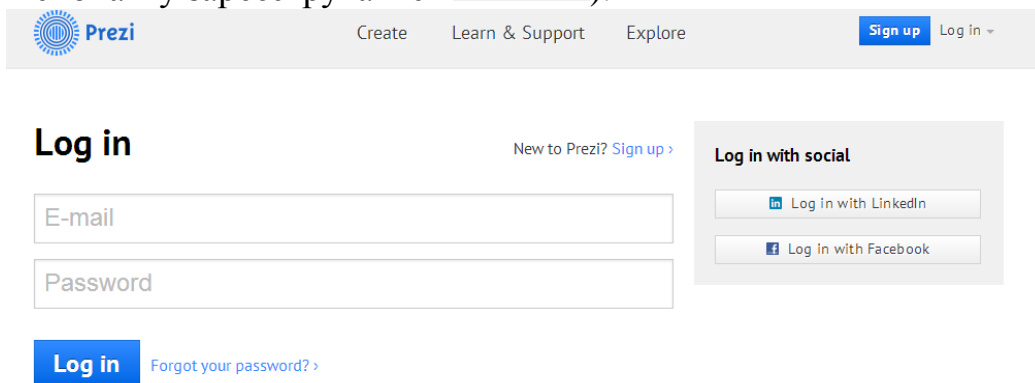 Prezi Create Learn & Support Explore Sign up Log in
Log in
New to Prezi? Sign up ›
E-mail
Password
Log in Forgot your password? ›
Log in with social
Log in with LinkedIn
Log in with Facebook